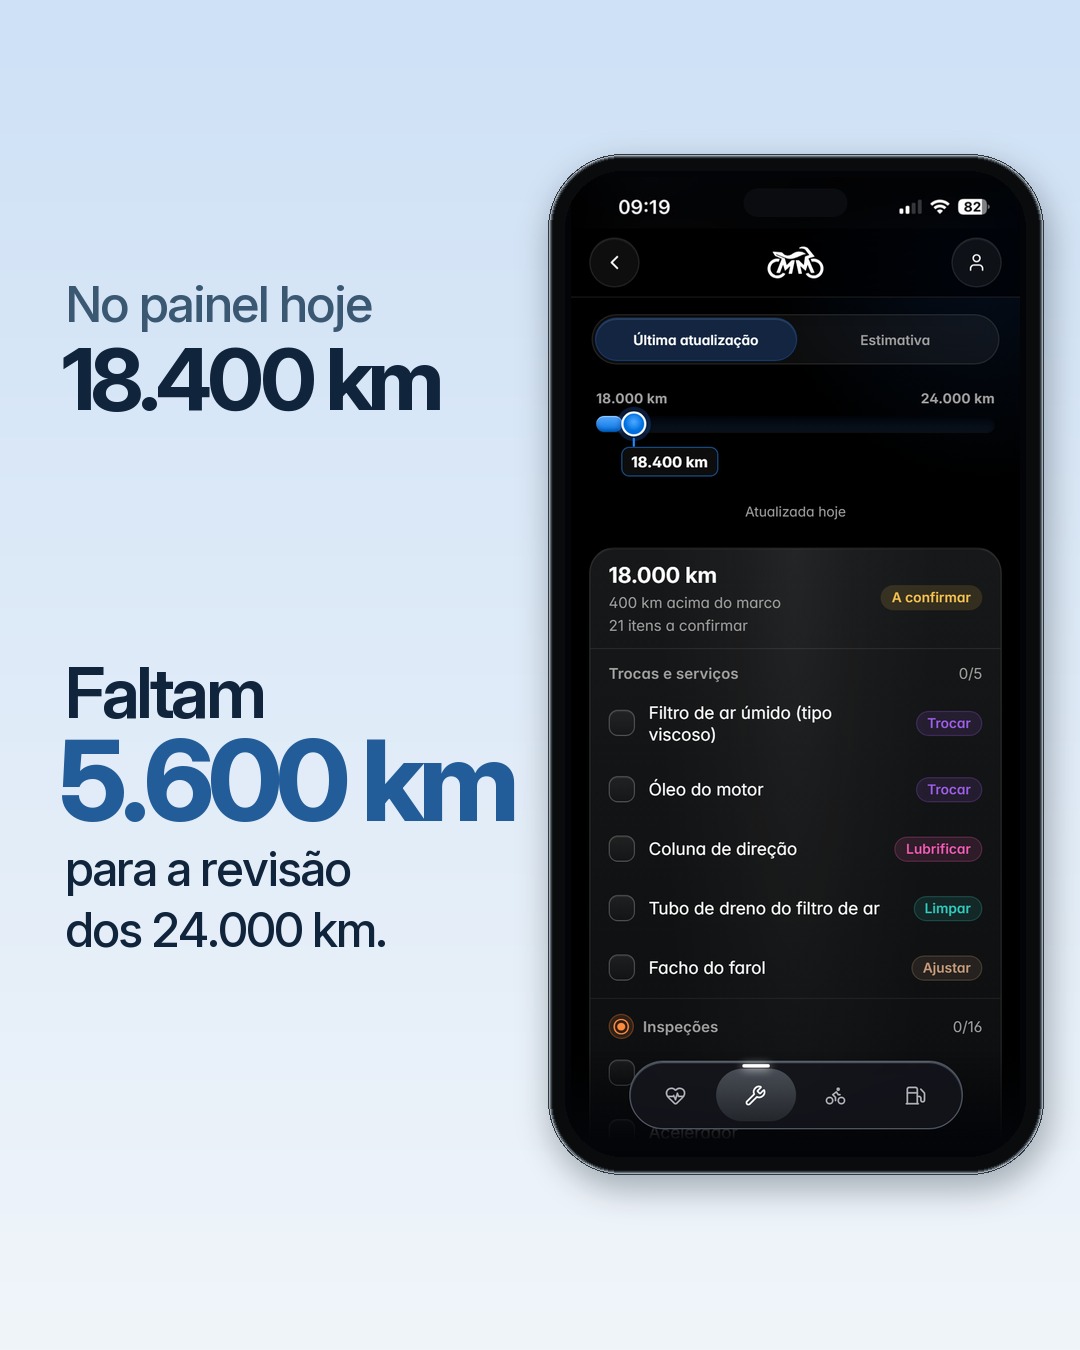 No painel hoje
18.400 km
Faltam
5.600 km
para a revisão
dos 24.000 km.
09:19
82
MM
Última atualização
Estimativa
18.000 km
24.000 km
18.400 km
Atualizada hoje
18.000 km
400 km acima do marco
21 itens a confirmar
A confirmar
Trocas e serviços
0/5
Filtro de ar úmido (tipo
viscoso)
Trocar
Óleo do motor
Trocar
Coluna de direção
Lubrificar
Tubo de dreno do filtro de ar
Limpar
Facho do farol
Ajustar
Inspeções
0/16
Acelerador